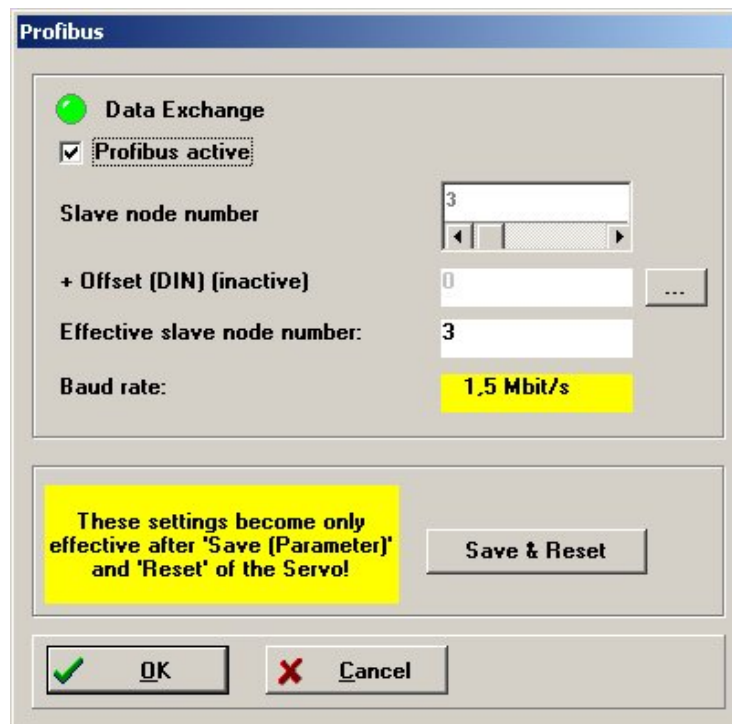 Profibus
Data Exchange
Profibus active
Slave node number
3
+ Offset (DIN) (inactive)
0
...
Effective slave node number:
3
Baud rate:
1,5 Mbit/s
These settings become only
effective after 'Save (Parameter)'
and 'Reset' of the Servo!
Save & Reset
OK
Cancel